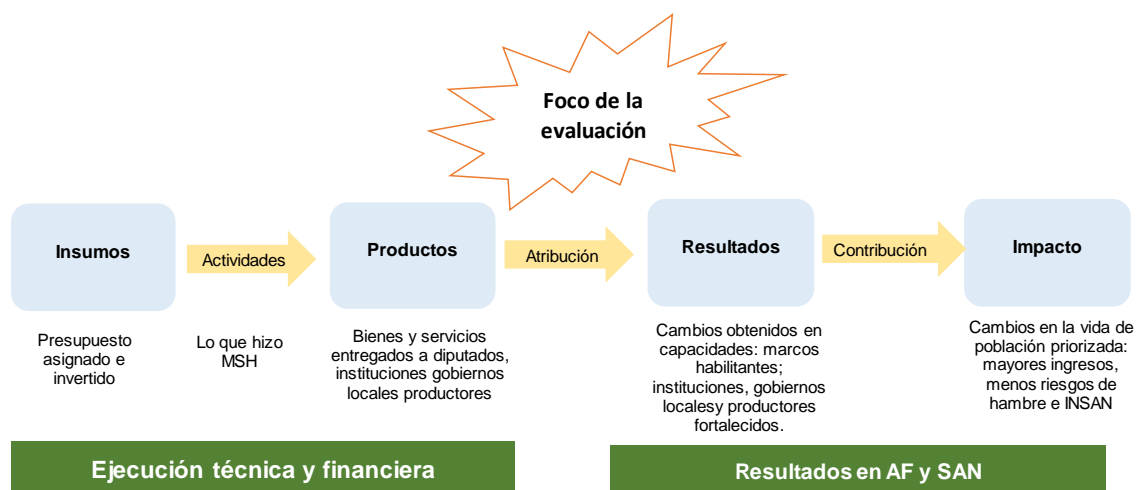 Foco de la
evaluación
Insumos
Actividades
Productos
Atribución
Resultados
Contribución
Impacto
Presupuesto
asignado e
invertido
Lo que hizo
MSH
Bienes y servicios
entregados a diputados,
instituciones gobiernos
locales productores
Cambios obtenidos en
capacidades: marcos
habilitantes;
instituciones, gobiernos
localesy productores
fortalecidos.
Cambios en la vida de
población priorizada:
mayores ingresos,
menos riesgos de
hambre e INSAN
Ejecución técnica y financiera
Resultados en AF y SAN